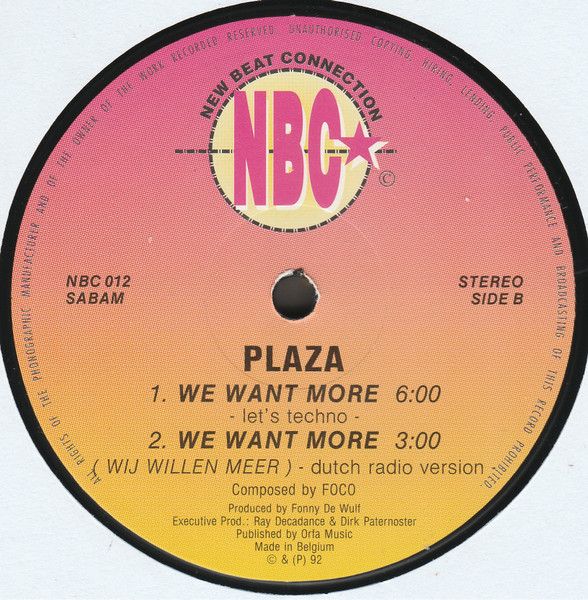 ALL RIGHTS OF THE PHONOGRAPHIC MANUFACTURER AND OF THE OWNER OF THE WORK RECORDED RESERVED. UNAUTHORISED COPYING, HIRING, LENDING, PUBLIC PERFORMANCE AND BROADCASTING OF THIS RECORD PROHIBITED.
NEW BEAT CONNECTION
NBC
©
NBC 012
SABAM
STEREO
SIDE B
PLAZA
1. WE WANT MORE 6:00
- let's techno -
2. WE WANT MORE 3:00
( WIJ WILLEN MEER ) - dutch radio version
Composed by FOCO
Produced by Fonny De Wulf
Executive Prod.: Ray Decadance & Dirk Paternoster
Published by Orfa Music
Made in Belgium
© & (P) 92